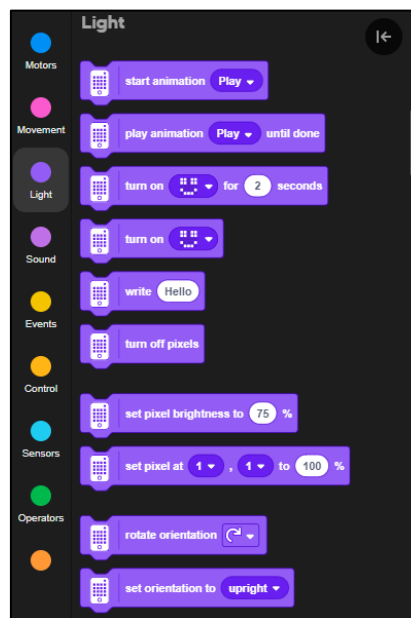 Light
Motors
Movement
Light
Sound
Events
Control
Sensors
Operators
start animation Play
play animation Play until done
turn on for 2 seconds
turn on
write Hello
turn off pixels
set pixel brightness to 75 %
set pixel at 1 , 1 to 100 %
rotate orientation
set orientation to upright